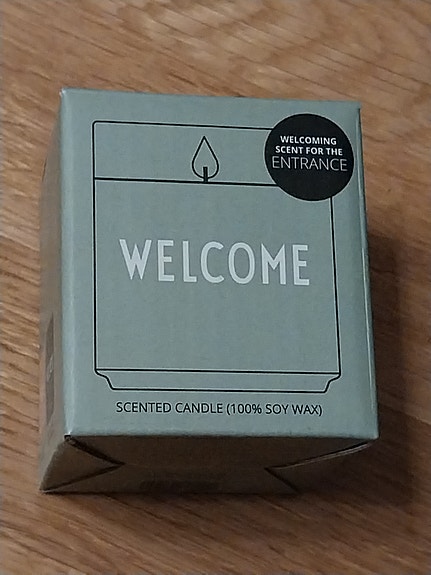 WELCOMING
SCENT FOR THE
ENTRANCE
WELCOME
SCENTED CANDLE (100% SOY WAX)